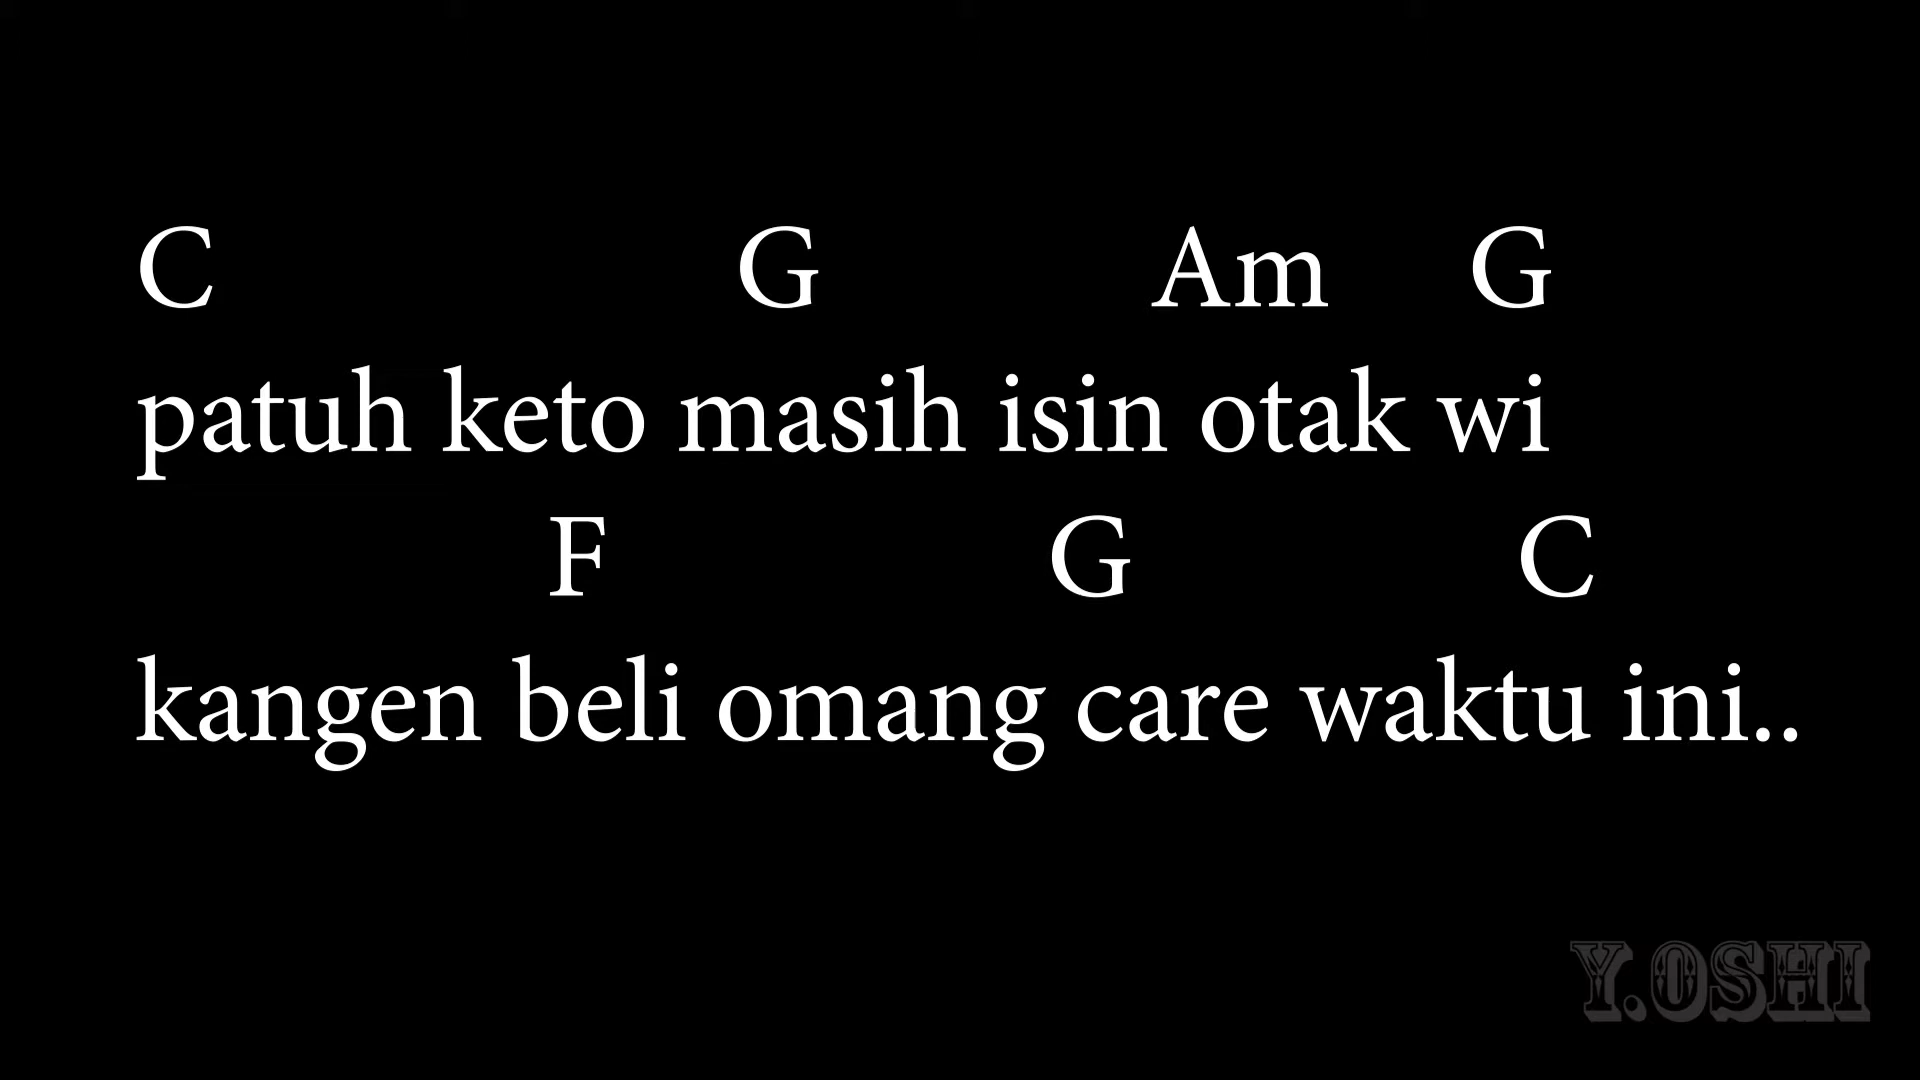 C G Am G
patuh keto masih isin otak wi
F G C
kangen beli omang care waktu ini..
Y.OSHI